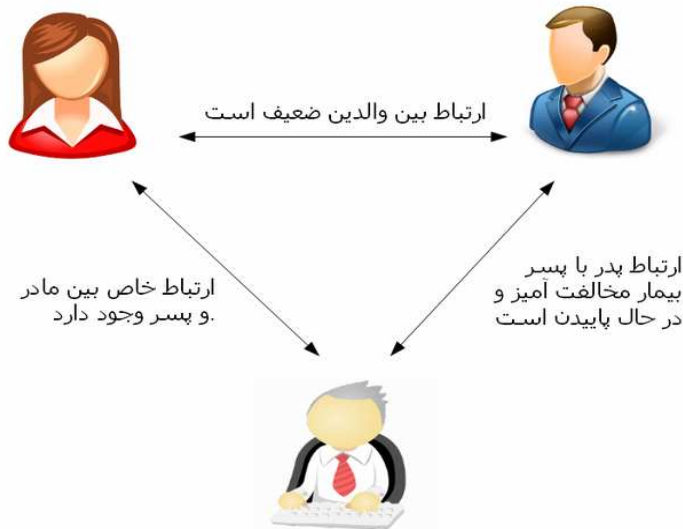 ارتباط بین والدین ضعیف است
ارتباط پدر با پسر
بیمار مخالفت آمیز و
در حال پاییدن است
ارتباط خاص بین مادر
و پسر وجود دارد.